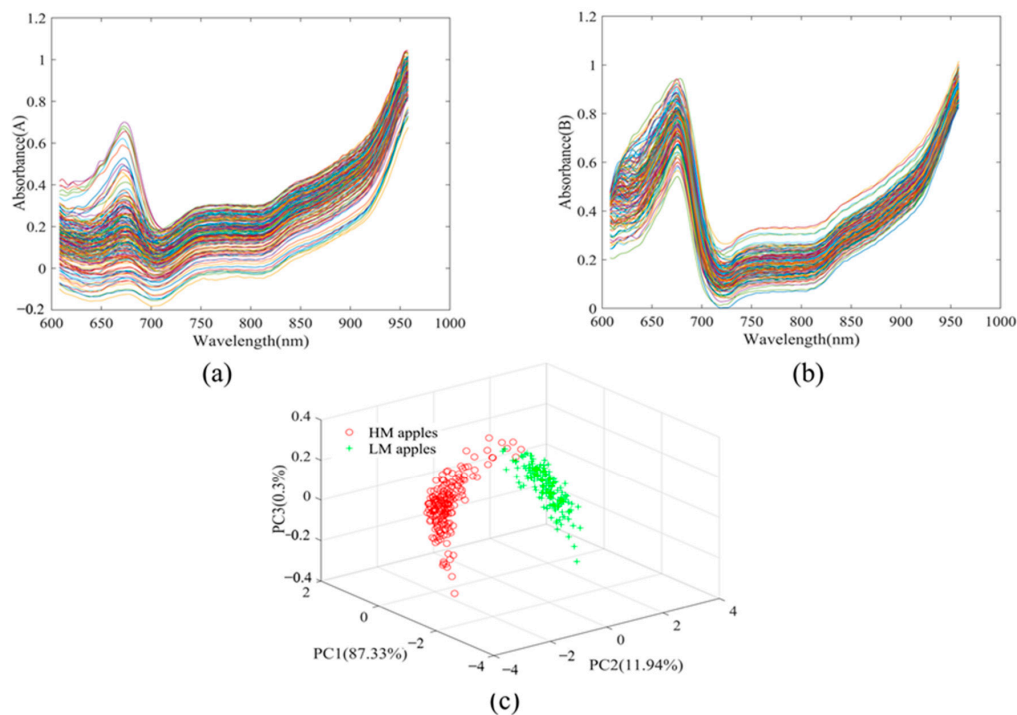 1.2
1
0.8
0.6
0.4
0.2
0
−0.2
Absorbance(A)
600 650 700 750 800 850 900 950 1000
Wavelength(nm)
(a)
1.2
1
0.8
0.6
0.4
0.2
0
Absorbance(B)
600 650 700 750 800 850 900 950 1000
Wavelength(nm)
(b)
0.4
0.2
0
−0.2
−0.4
PC3(0.3%)
HM apples
LM apples
2
0
−2
−4
PC1(87.33%)
−4
−2
0
2
4
PC2(11.94%)
(c)